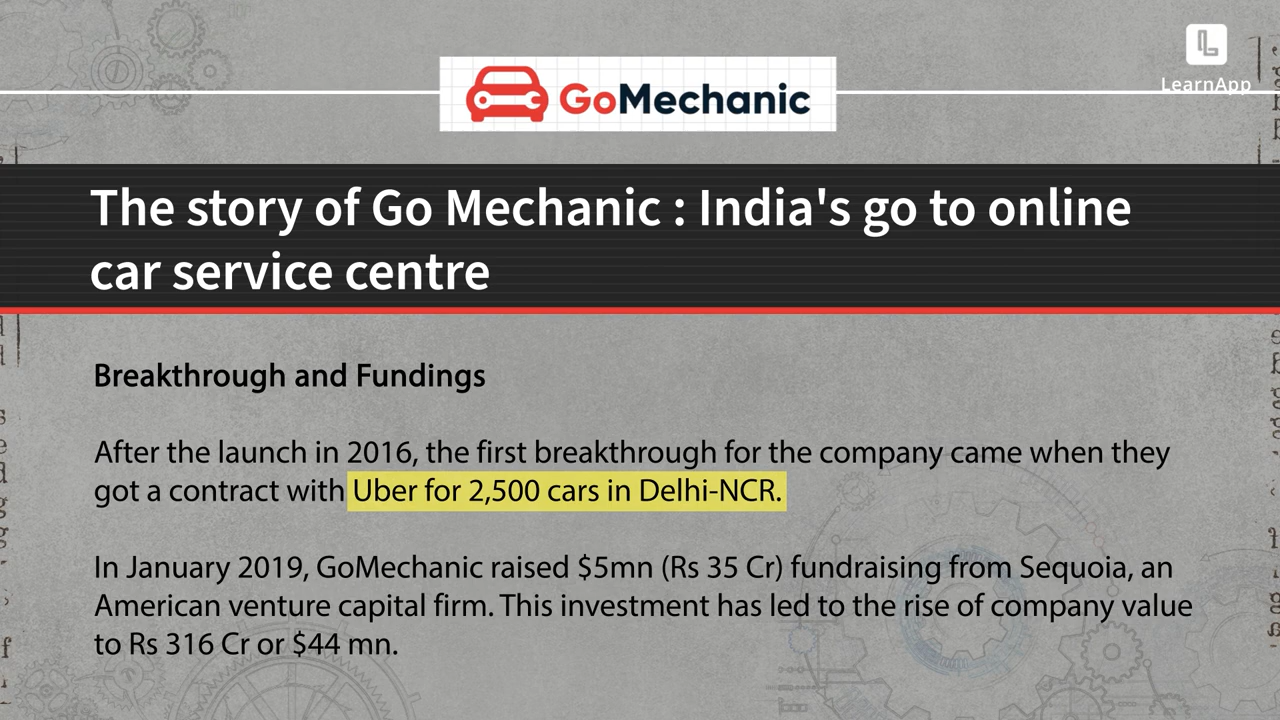 LearnApp
GoMechanic
The story of Go Mechanic : India's go to online
car service centre
Breakthrough and Fundings
After the launch in 2016, the first breakthrough for the company came when they
got a contract with Uber for 2,500 cars in Delhi-NCR.
In January 2019, GoMechanic raised $5mn (Rs 35 Cr) fundraising from Sequoia, an
American venture capital firm. This investment has led to the rise of company value
to Rs 316 Cr or $44 mn.